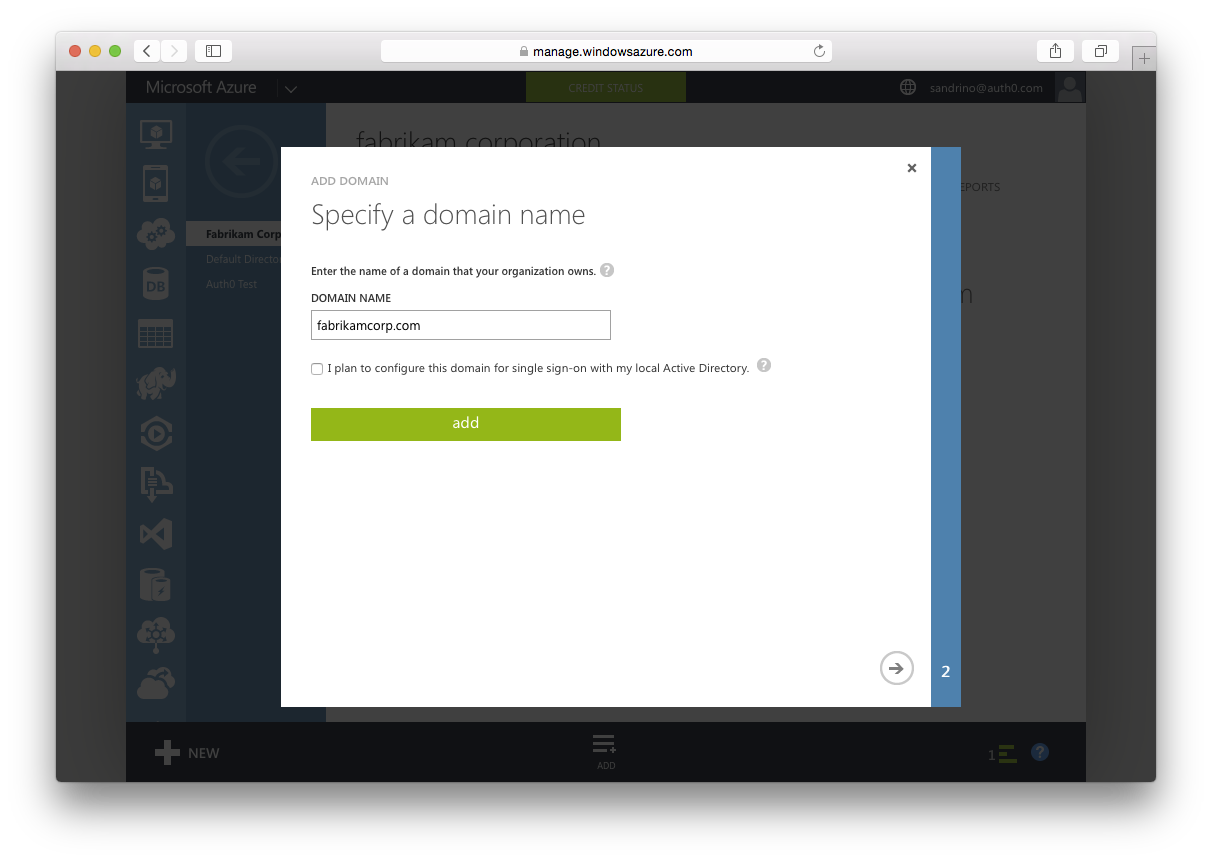 manage.windowsazure.com
Microsoft Azure
CREDIT STATUS
sandrino@auth0.com
fabrikam corporation
EPORTS
Fabrikam Corp
Default Director
Auth0 Test
DB
ADD DOMAIN
Specify a domain name
Enter the name of a domain that your organization owns. ?
DOMAIN NAME
fabrikamcorp.com
I plan to configure this domain for single sign-on with my local Active Directory. ?
add
m
2
NEW
ADD
1
?